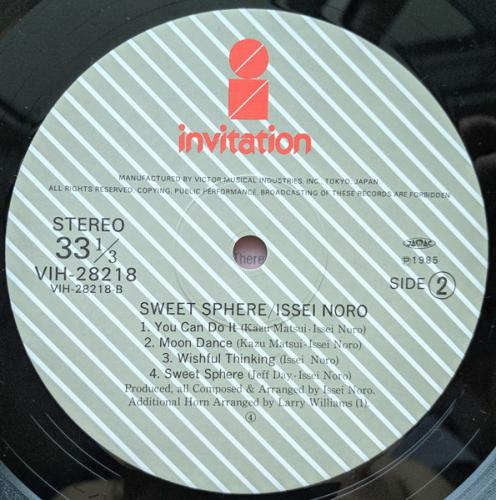 invitation
MANUFACTURED BY VICTOR MUSICAL INDUSTRIES, INC., TOKYO, JAPAN
ALL RIGHTS RESERVED, COPYING, PUBLIC PERFORMANCE, BROADCASTING OF THESE RECORDS ARE FORBIDDEN
STEREO
33 1/3
VIH-28218
VIH-28218-B
There
JASRAC
Ⓟ1985
SIDE 2
SWEET SPHERE/ISSEI NORO
1. You Can Do It (Kazu Matsui-Issei Noro)
2. Moon Dance (Kazu Matsui-Issei Noro)
3. Wishful Thinking (Issei Noro)
4. Sweet Sphere (Jeff Day-Issei Noro)
Produced, all Composed & Arranged by Issei Noro.
Additional Horn Arranged by Larry Williams (1).
④